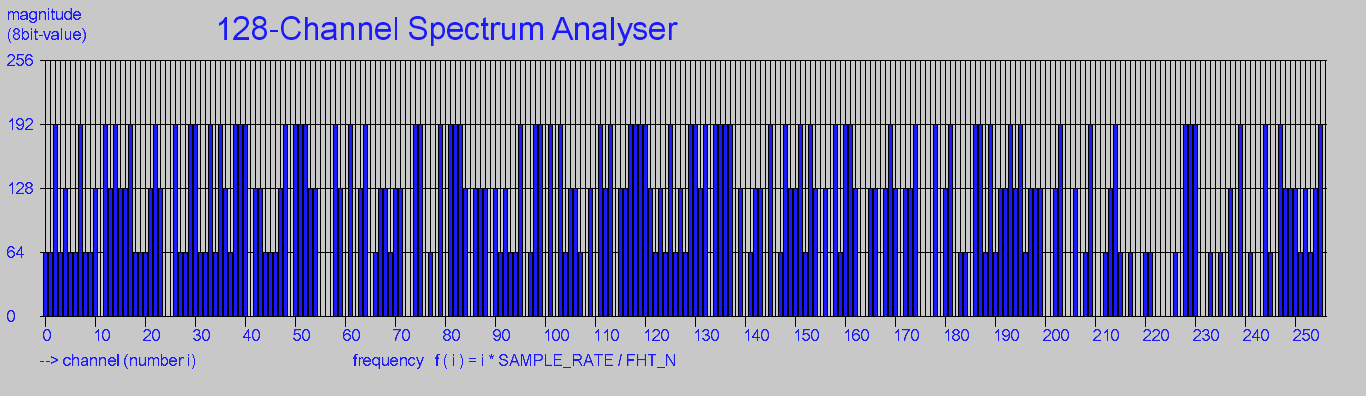 magnitude
(8bit-value)
128-Channel Spectrum Analyser
256
192
128
64
0
0 10 20 30 40 50 60 70 80 90 100 110 120 130 140 150 160 170 180 190 200 210 220 230 240 250
--> channel (number i) frequency f ( i ) = i * SAMPLE_RATE / FHT_N